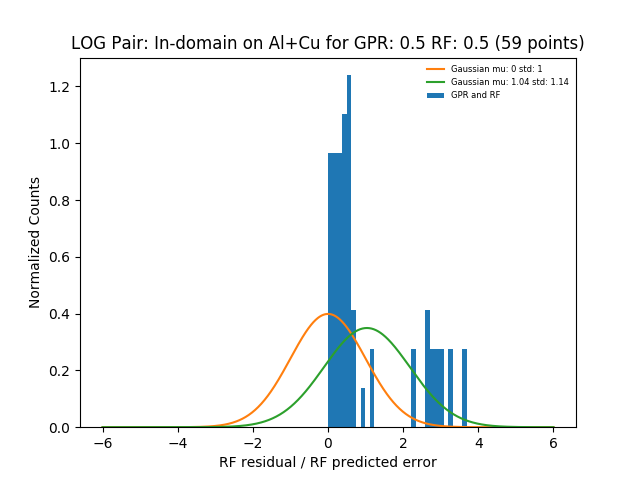 LOG Pair: In-domain on Al+Cu for GPR: 0.5 RF: 0.5 (59 points)
Gaussian mu: 0 std: 1
Gaussian mu: 1.04 std: 1.14
GPR and RF
Normalized Counts
1.2
1.0
0.8
0.6
0.4
0.2
0.0
−6 −4 −2 0 2 4 6
RF residual / RF predicted error